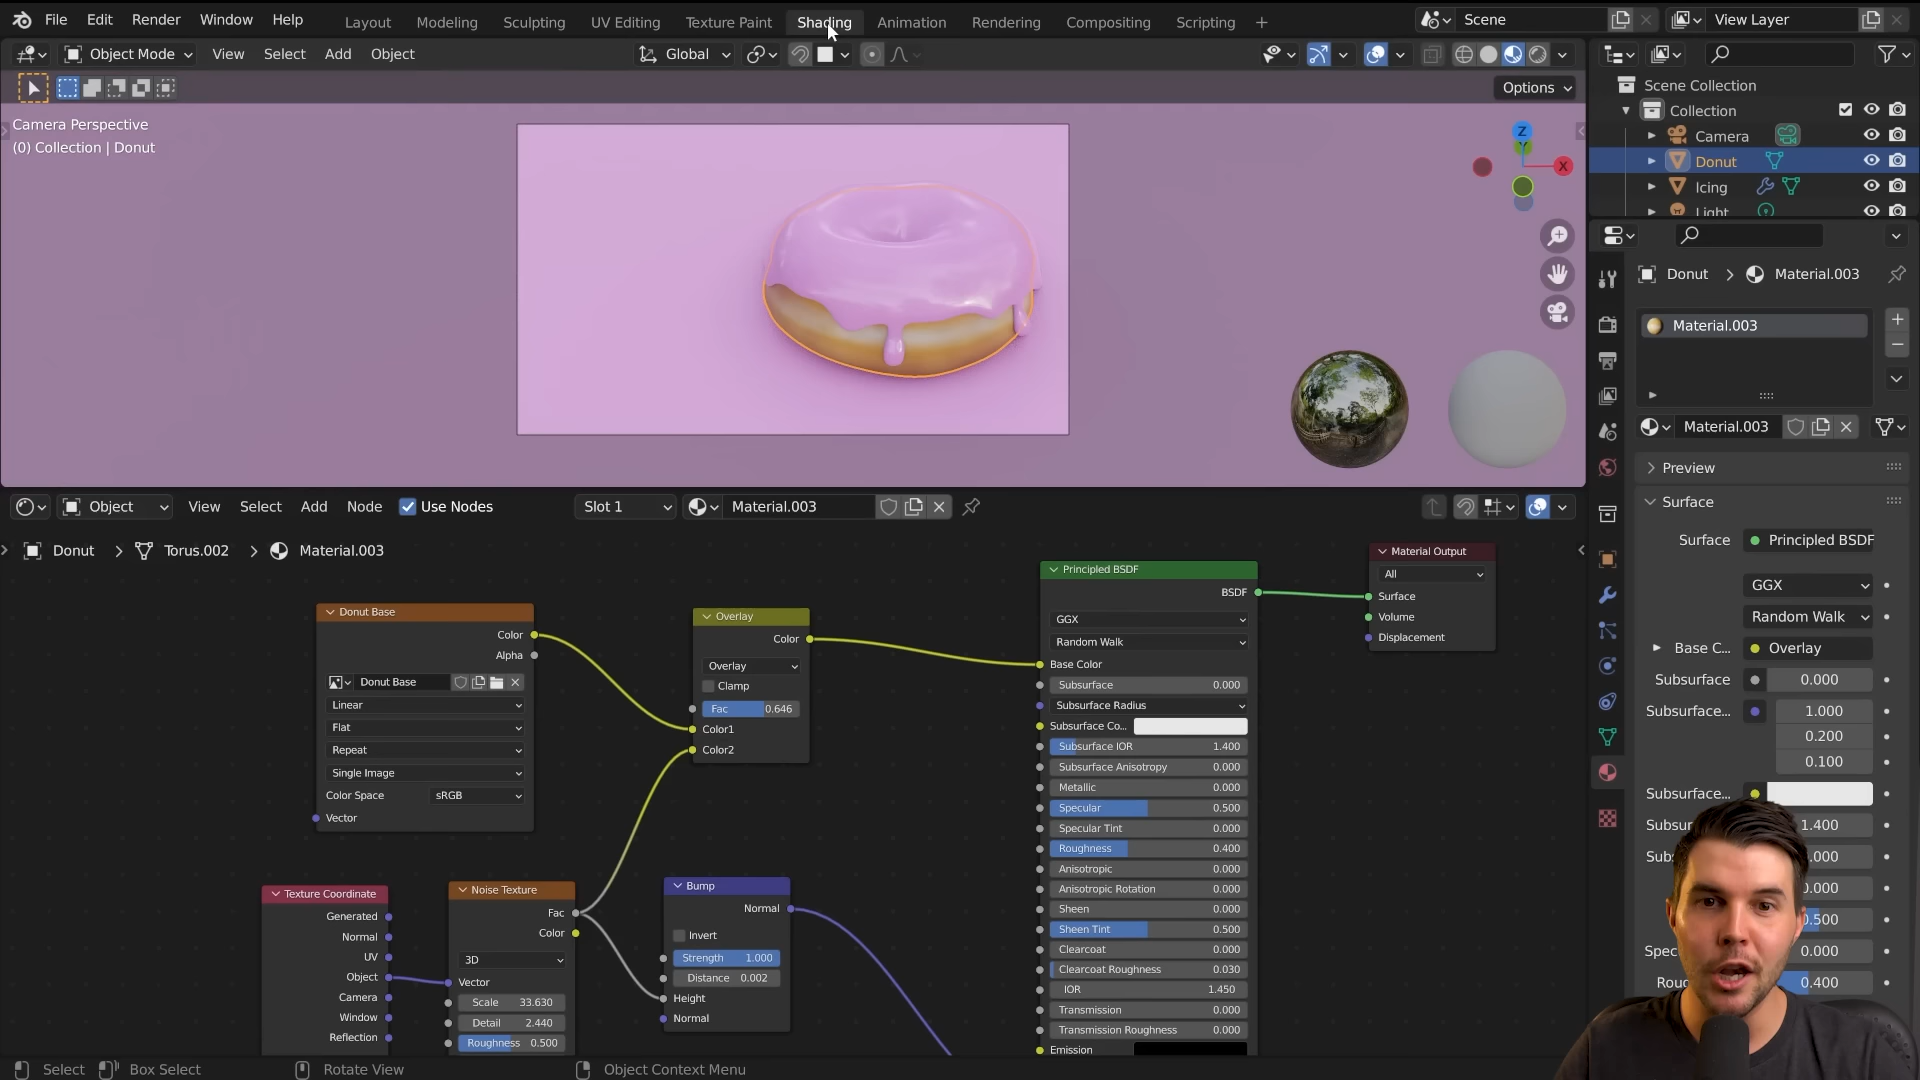 File Edit Render Window Help Layout Modeling Sculpting UV Editing Texture Paint Shading Animation Rendering Compositing Scripting + Scene View Layer
Object Mode View Select Add Object Global
Options
Camera Perspective
(0) Collection | Donut
Z
X
Scene Collection
Collection
Camera
Donut
Icing
Light
Donut > Material.003
Material.003
Material.003
Preview
Surface
Surface Principled BSDF
GGX
Random Walk
Base C... Overlay
Subsurface 0.000
Subsurface... 1.000
0.200
0.100
Subsurface...
Subsur 1.400
Sub .000
0.000
0.500
Spec 0.000
Roug 0.400
Object View Select Add Node Use Nodes Slot 1 Material.003
Donut > Torus.002 > Material.003
Donut Base
Color
Alpha
Donut Base
Linear
Flat
Repeat
Single Image
Color Space sRGB
Vector
Overlay
Color
Overlay
Clamp
Fac 0.646
Color1
Color2
Texture Coordinate
Generated
Normal
UV
Object
Camera
Window
Reflection
Noise Texture
Fac
Color
3D
Vector
Scale 33.630
Detail 2.440
Roughness 0.500
Bump
Normal
Invert
Strength 1.000
Distance 0.002
Height
Normal
Principled BSDF
BSDF
GGX
Random Walk
Base Color
Subsurface 0.000
Subsurface Radius
Subsurface Co...
Subsurface IOR 1.400
Subsurface Anisotropy 0.000
Metallic 0.000
Specular 0.500
Specular Tint 0.000
Roughness 0.400
Anisotropic 0.000
Anisotropic Rotation 0.000
Sheen 0.000
Sheen Tint 0.500
Clearcoat 0.000
Clearcoat Roughness 0.030
IOR 1.450
Transmission 0.000
Transmission Roughness 0.000
Emission
Material Output
All
Surface
Volume
Displacement
Select Box Select Rotate View Object Context Menu